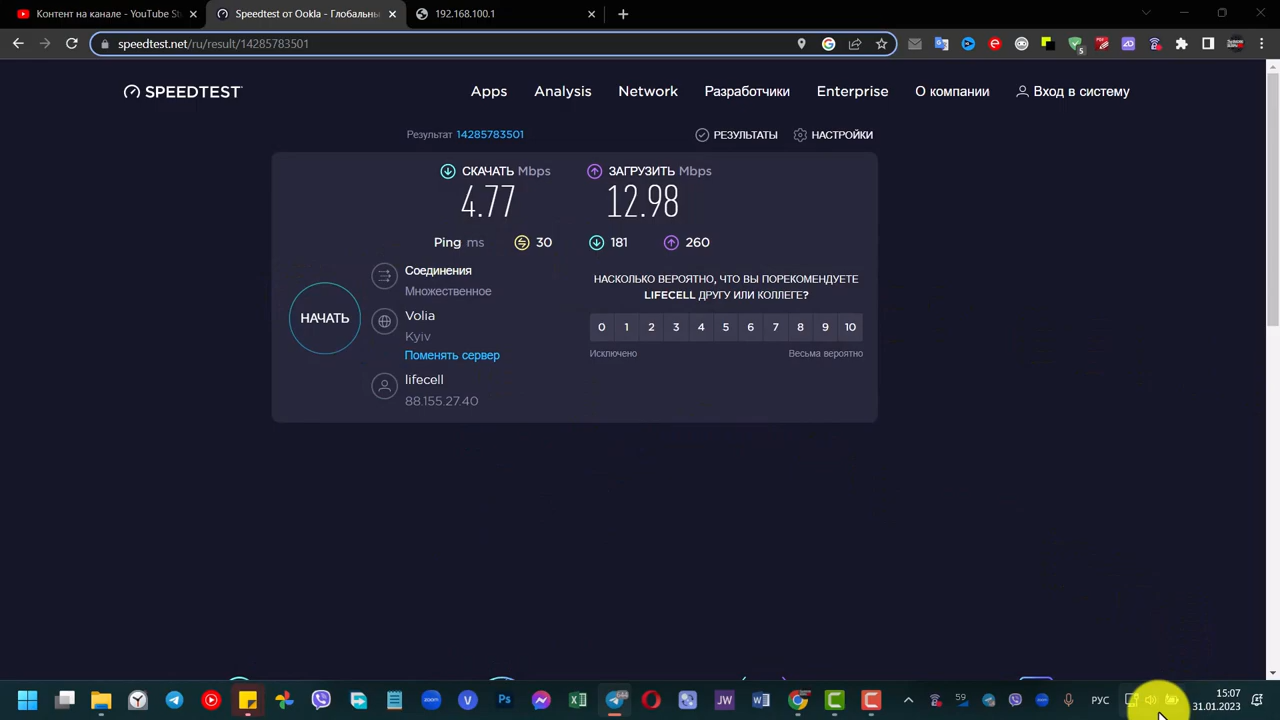 Контент на канале - YouTube St
Speedtest от Ookla - Глобальны
192.168.100.1
speedtest.net/ru/result/14285783501
SPEEDTEST
Apps
Analysis
Network
Разработчики
Enterprise
О компании
Вход в систему
Результат 14285783501
РЕЗУЛЬТАТЫ
НАСТРОЙКИ
СКАЧАТЬ Mbps
4.77
ЗАГРУЗИТЬ Mbps
12.98
Ping ms
30
181
260
НАЧАТЬ
Соединения
Множественное
Volia
Kyiv
Поменять сервер
lifecell
88.155.27.40
НАСКОЛЬКО ВЕРОЯТНО, ЧТО ВЫ ПОРЕКОМЕНДУЕТЕ
LIFECELL ДРУГУ ИЛИ КОЛЛЕГЕ?
0 1 2 3 4 5 6 7 8 9 10
Исключено
Весьма вероятно
zoom
V
Ps
JW
59
РУС
15:07
31.01.2023